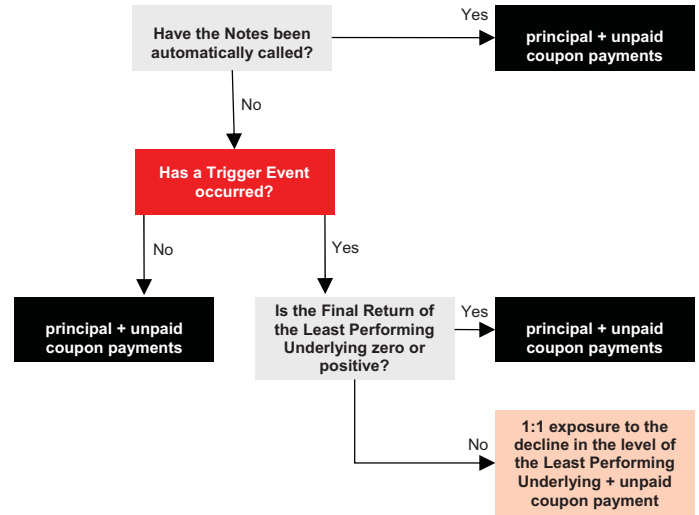 Have the Notes been
automatically called?
Yes
principal + unpaid
coupon payments
No
Has a Trigger Event
occurred?
No
Yes
principal + unpaid
coupon payments
Is the Final Return of
the Least Performing
Underlying zero or
positive?
Yes
principal + unpaid
coupon payments
No
1:1 exposure to the
decline in the level of
the Least Performing
Underlying + unpaid
coupon payment